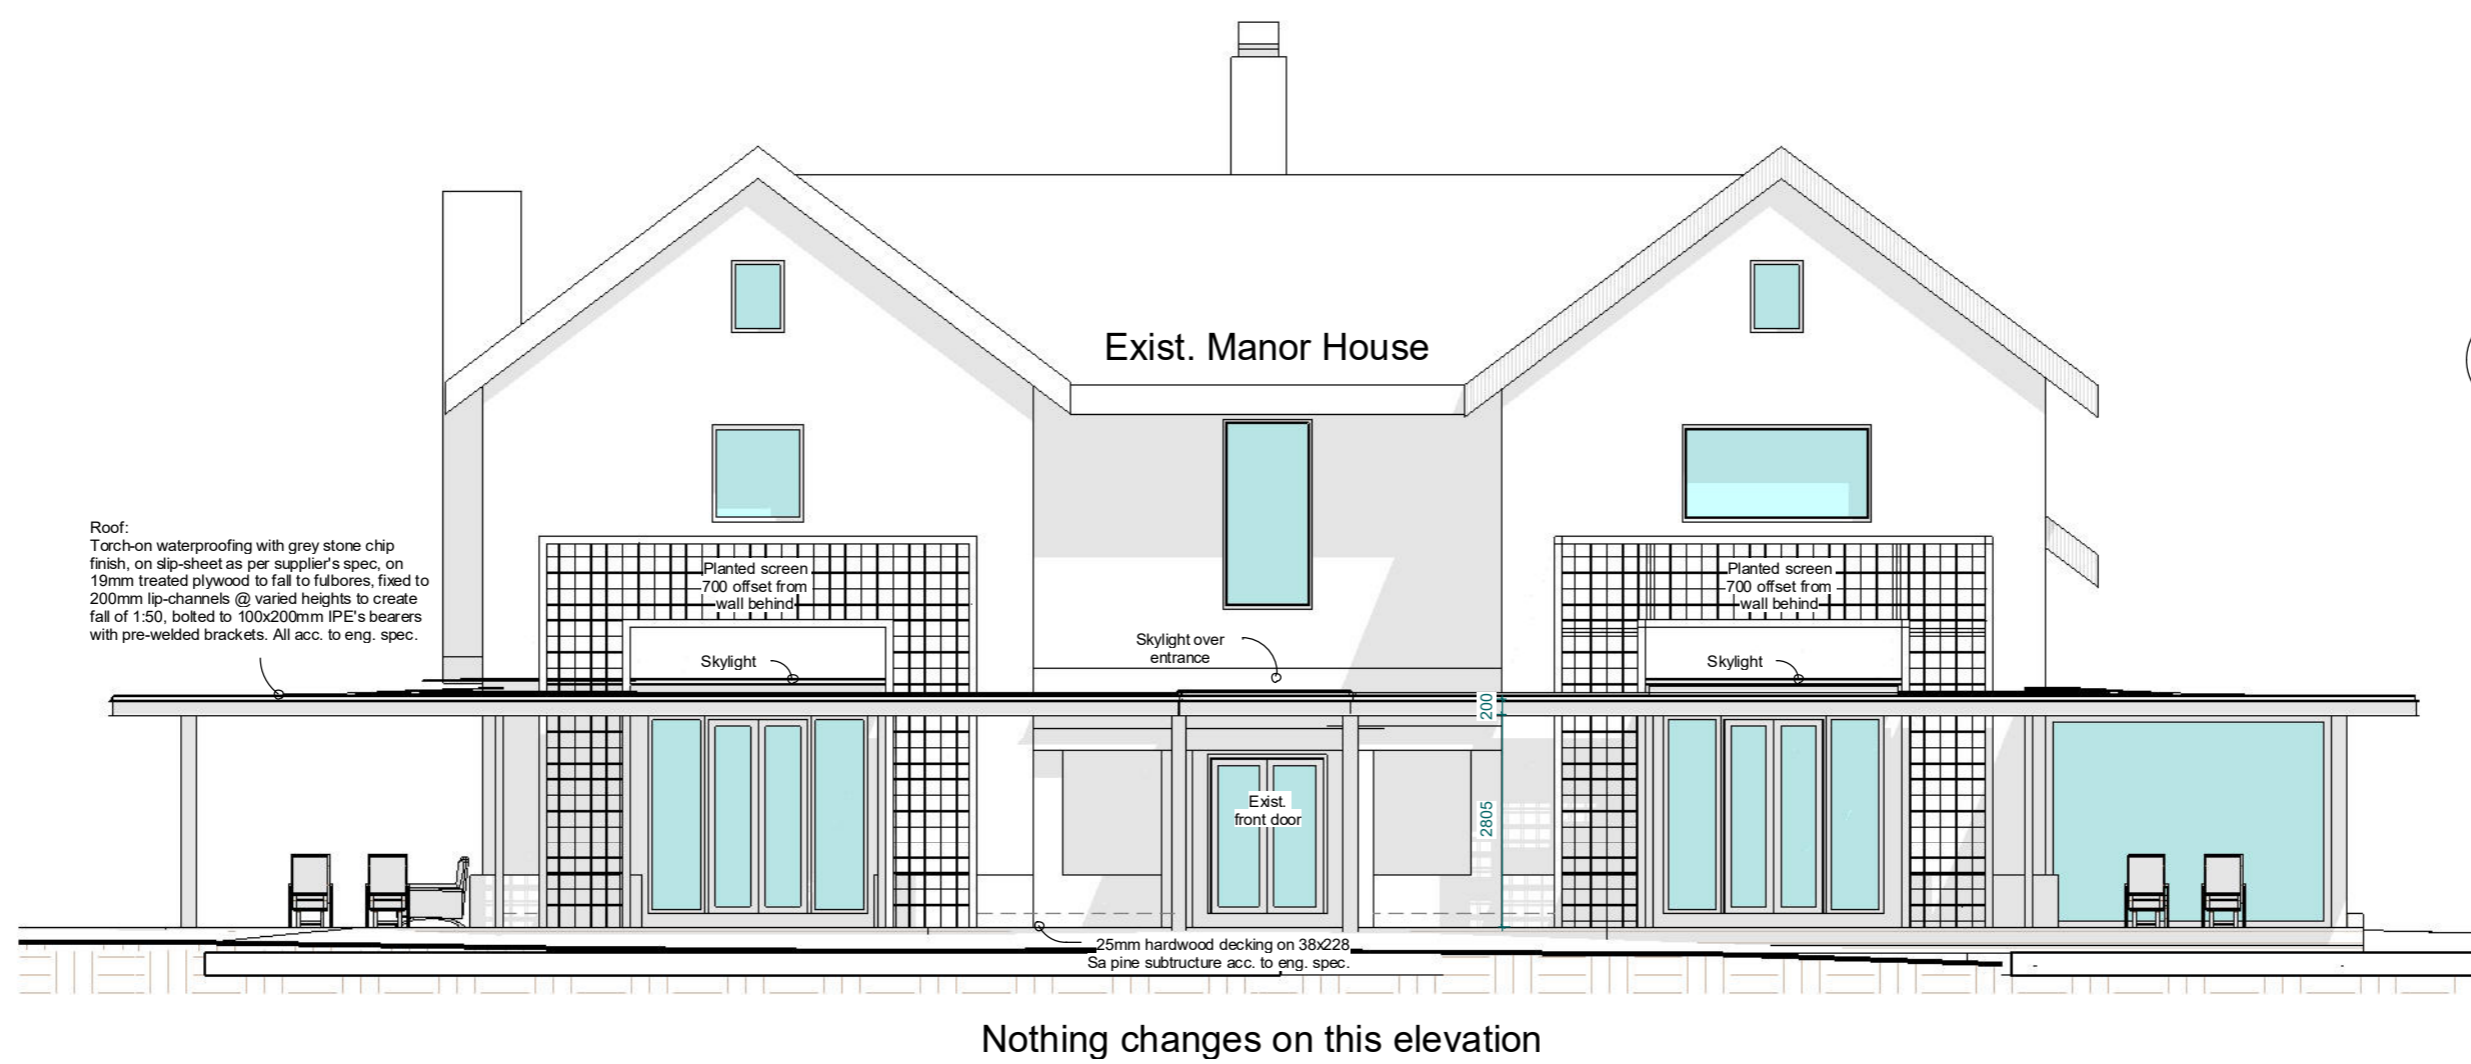 Exist. Manor House
Roof:
Torch-on waterproofing with grey stone chip
finish, on slip-sheet as per supplier's spec, on
19mm treated plywood to fall to fulbores, fixed to
200mm lip-channels @ varied heights to create
fall of 1:50, bolted to 100x200mm IPE's bearers
with pre-welded brackets. All acc. to eng. spec.
Planted screen
700 offset from
wall behind
Planted screen
700 offset from
wall behind
Skylight
Skylight over
entrance
Skylight
200
2805
Exist.
front door
25mm hardwood decking on 38x228
Sa pine subtructure acc. to eng. spec.
Nothing changes on this elevation